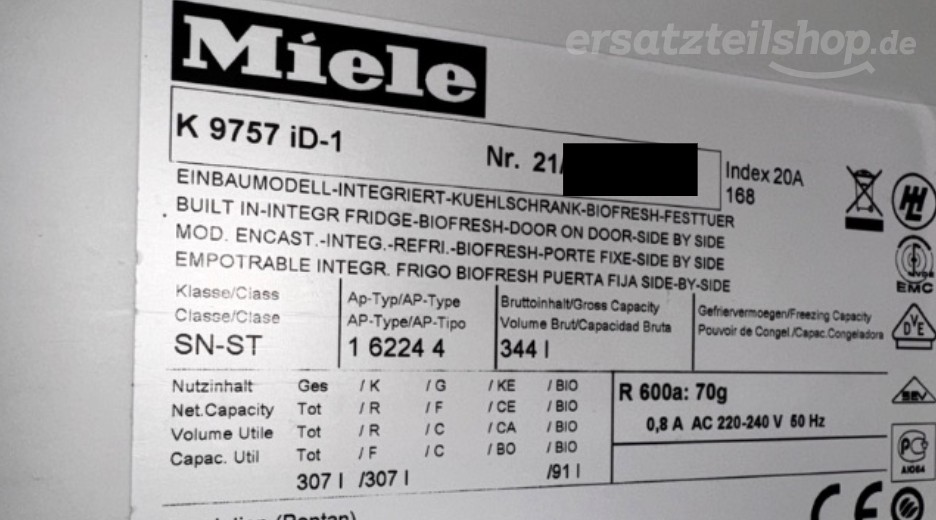 ersatzteilshop.de
Miele
K 9757 iD-1 Nr. 21/ Index 20A
168
EINBAUMODELL-INTEGRIERT-KUEHLSCHRANK-BIOFRESH-FESTTUER
BUILT IN-INTEGR FRIDGE-BIOFRESH-DOOR ON DOOR-SIDE BY SIDE
MOD. ENCAST.-INTEG.-REFRI.-BIOFRESH-PORTE FIXE-SIDE BY SIDE
EMPOTRABLE INTEGR. FRIGO BIOFRESH PUERTA FIJA SIDE-BY-SIDE
EMC
Klasse/Class Ap-Typ/AP-Type Bruttoinhalt/Gross Capacity Gefriervermoegen/Freezing Capacity
Classe/Clase AP-Type/AP-Tipo Volume Brut/Capacidad Bruta Pouvoir de Congel./Capac.Congeladora
SN-ST 1 6224 4 344 l
DVE
Nutzinhalt Ges / K / G / KE / BIO R 600a: 70g
SEV
Net.Capacity Tot / R / F / CE / BIO 0,8 A AC 220-240 V 50 Hz
Volume Utile Tot / R / C / CA / BIO
Capac. Util Tot / F / C / BO / BIO
307 l /307 l /91 l
PC
AIO64
CE